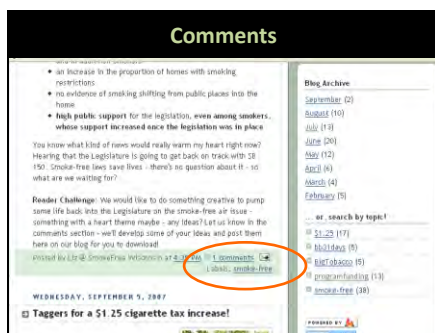 Comments
and to adult non-smokers
an increase in the proportion of homes with smoking
restrictions
no evidence of smoking shifting from public places into the
home
high public support for the legislation, even among smokers,
whose support increased once the legislation was in place
You know what kind of news would really warm my heart right now?
Hearing that the Legislature is going to get back on track with SB
150. Smoke-free laws save lives - there's no question about it - so
what are we waiting for?
Reader Challenge: We would like to do something creative to pump
some life back into the Legislature on the smoke-free air issue -
something with a heart theme maybe - any ideas? Let us know in the
comments section - we'll develop some of your ideas and post them
here on our blog for you to download!
Posted by Liz @ SmokeFree Wisconsin at 4:35 PM 1 comments
Labels: smoke-free
WEDNESDAY, SEPTEMBER 5, 2007
Taggers for a $1.25 cigarette tax increase!
Blog Archive
September (2)
August (10)
July (13)
June (20)
May (12)
April (6)
March (4)
February (5)
... or, search by topic!
$1.25 (17)
bb31days (5)
BigTobacco (5)
programfunding (13)
smoke-free (38)
POWERED BY